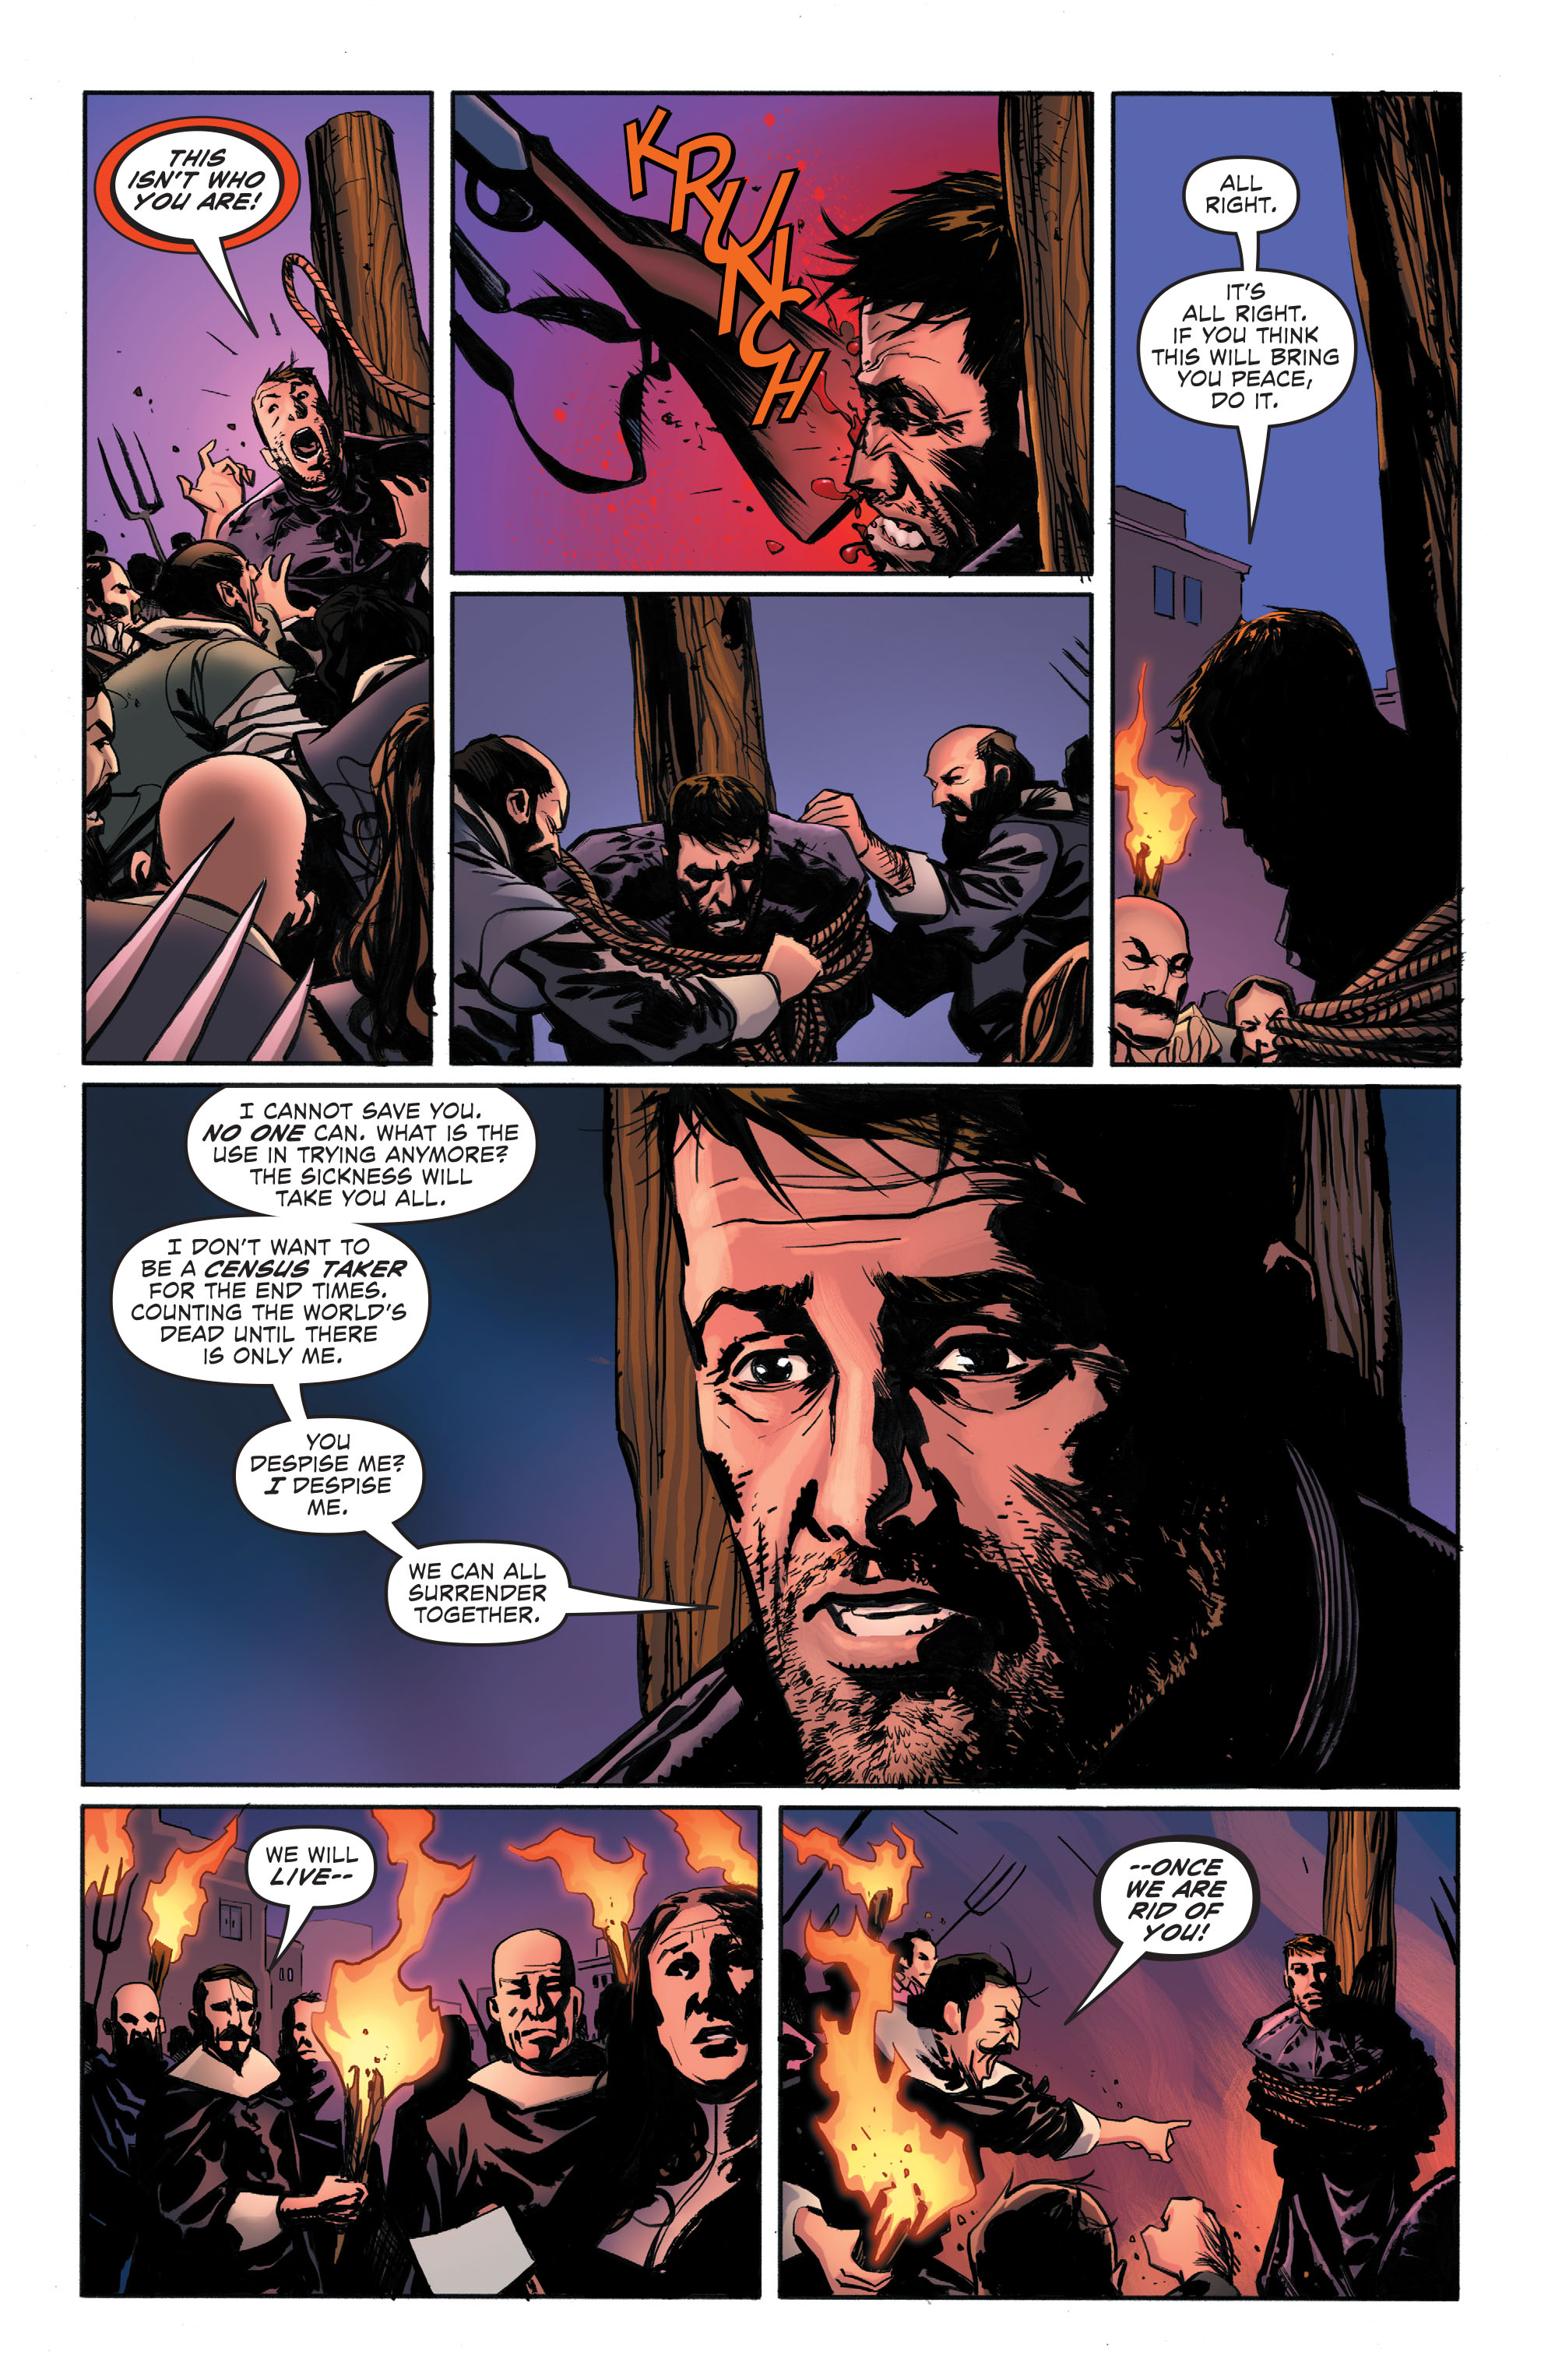 THIS
ISN'T WHO
YOU ARE!
KRUNCH
ALL
RIGHT.
IT'S
ALL RIGHT.
IF YOU THINK
THIS WILL BRING
YOU PEACE,
DO IT.
I CANNOT SAVE YOU.
NO ONE CAN. WHAT IS THE
USE IN TRYING ANYMORE?
THE SICKNESS WILL
TAKE YOU ALL.
I DON'T WANT TO
BE A CENSUS TAKER
FOR THE END TIMES.
COUNTING THE WORLD'S
DEAD UNTIL THERE
IS ONLY ME.
YOU
DESPISE ME?
I DESPISE
ME.
WE CAN ALL
SURRENDER
TOGETHER.
WE WILL
LIVE--
--ONCE
WE ARE
RID OF
YOU!